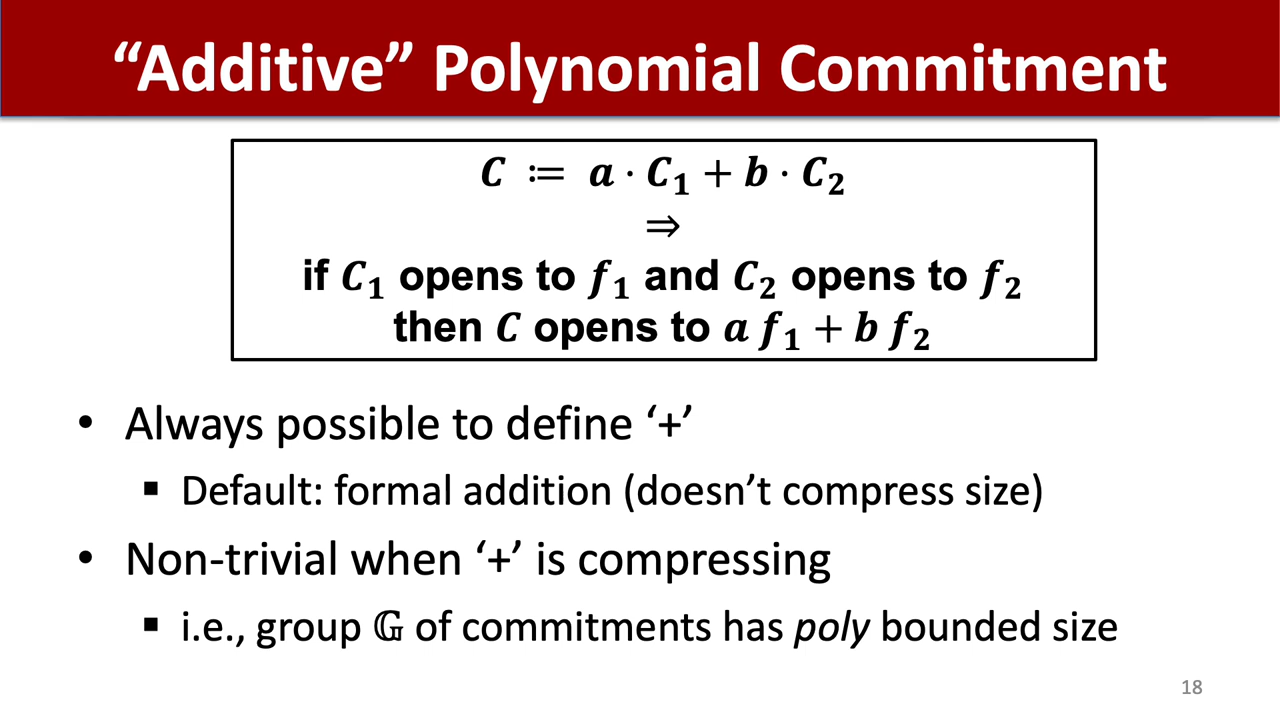 “Additive” Polynomial Commitment
C ≔ a · C₁ + b · C₂
⇒
if C₁ opens to f₁ and C₂ opens to f₂
then C opens to a f₁ + b f₂
• Always possible to define ‘+’
▪ Default: formal addition (doesn’t compress size)
• Non-trivial when ‘+’ is compressing
▪ i.e., group 𝔾 of commitments has poly bounded size
18